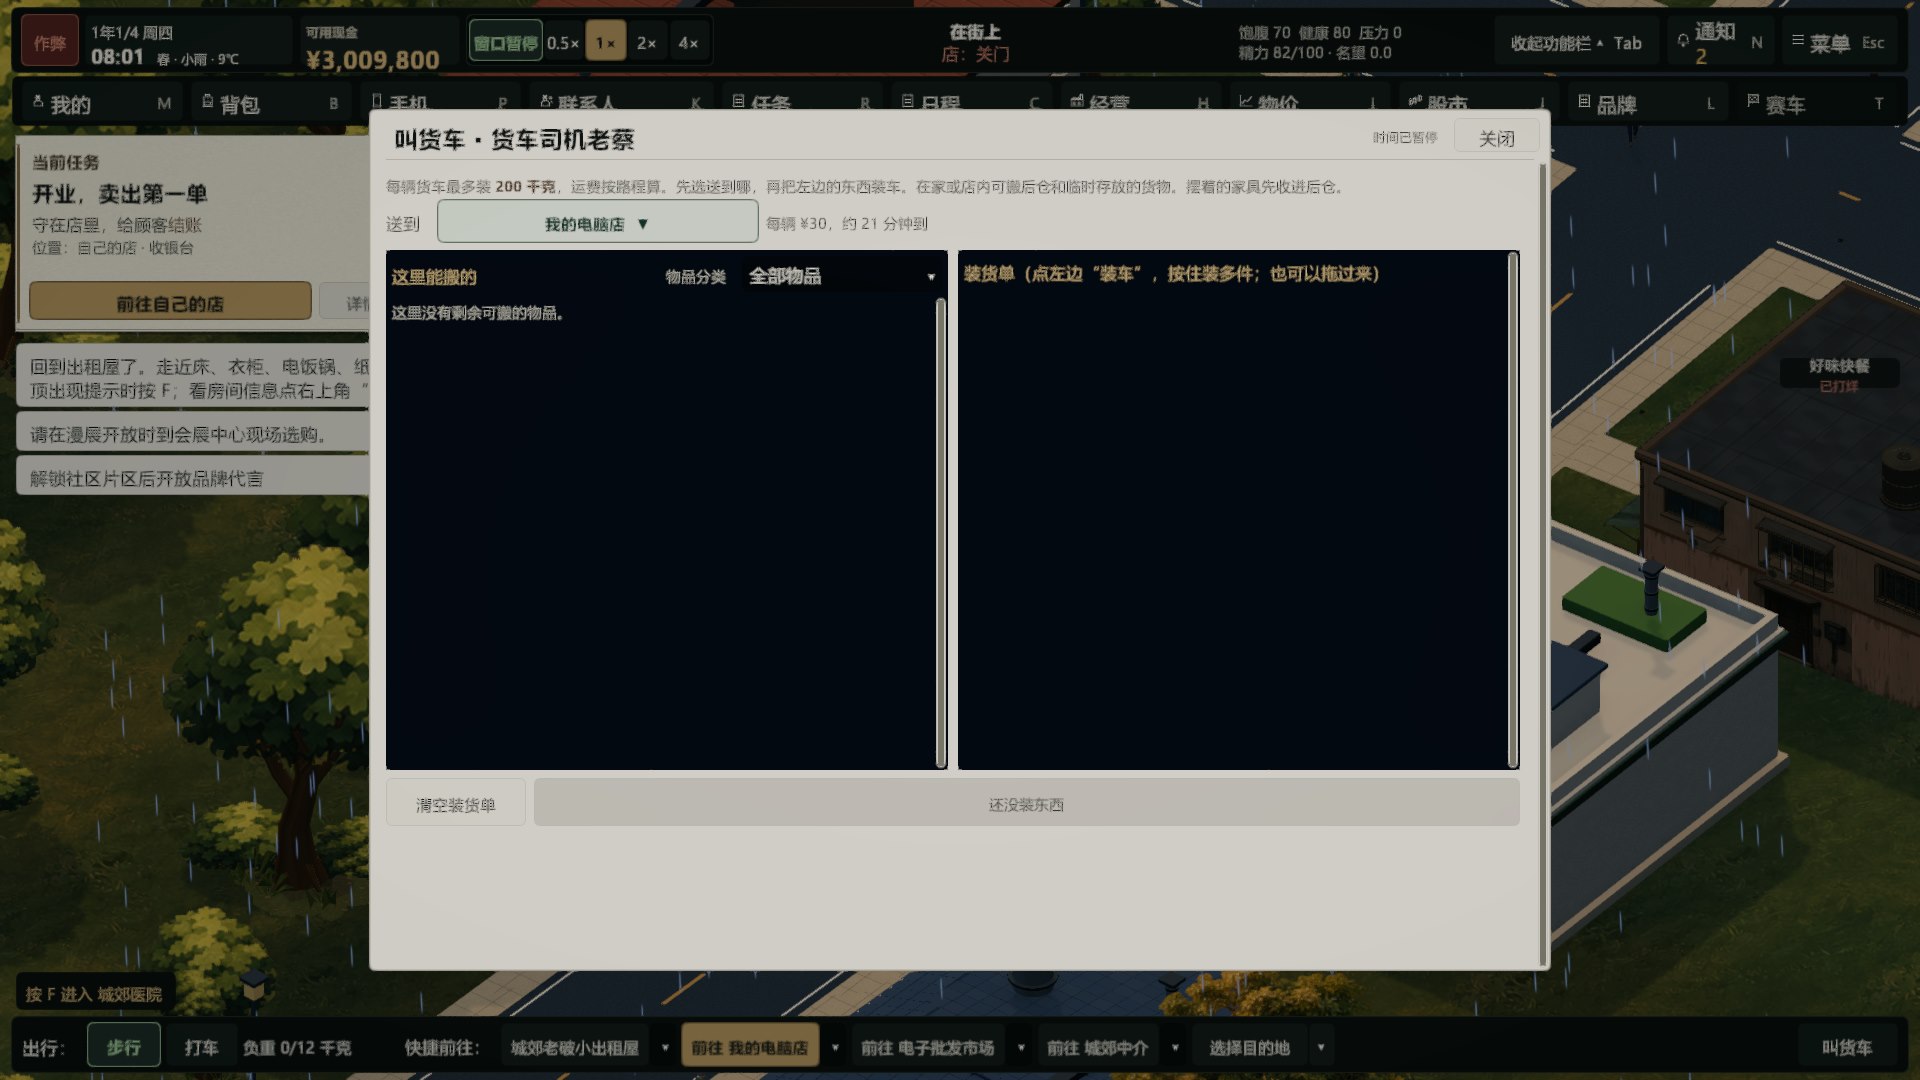 作弊
1年1/4 周四
08:01 春 · 小雨 · 9℃
可用现金
¥3,009,800
窗口暂停 0.5× 1× 2× 4×
在街上
店：关门
饱腹 70 健康 80 压力 0
精力 82/100 · 名望 0.0
收起功能栏 ▴ Tab
通知 N
2
菜单 Esc
我的 M
背包 B
手机 P
联系人 K
任务 R
日程 C
经营 H
物价 I
股市 J
品牌 L
赛车 T
当前任务
开业，卖出第一单
守在店里，给顾客结账
位置：自己的店 · 收银台
前往自己的店
回到出租屋了。走近床、衣柜、电饭锅、纸
顶出现提示时按 F；看房间信息点右上角 “
请在漫展开放时到会展中心现场选购。
解锁社区片区后开放品牌代言
叫货车 · 货车司机老蔡
时间已暂停
关闭
每辆货车最多装 200 千克，运费按路程算。先选送到哪，再把左边的东西装车。在家或店内可搬后仓和临时存放的货物。摆着的家具先收进后仓。
送到
我的电脑店 ▼
每辆 ¥30，约 21 分钟到
这里能搬的
物品分类
全部物品
这里没有剩余可搬的物品。
装货单（点左边“装车”，按住装多件；也可以拖过来）
清空装货单
还没装东西
好味快餐
已打烊
按 F 进入 城郊医院
出行：
步行
打车
负重 0/12 千克
快捷前往：
城郊老破小出租屋
前往 我的电脑店
前往 电子批发市场
前往 城郊中介
选择目的地
叫货车